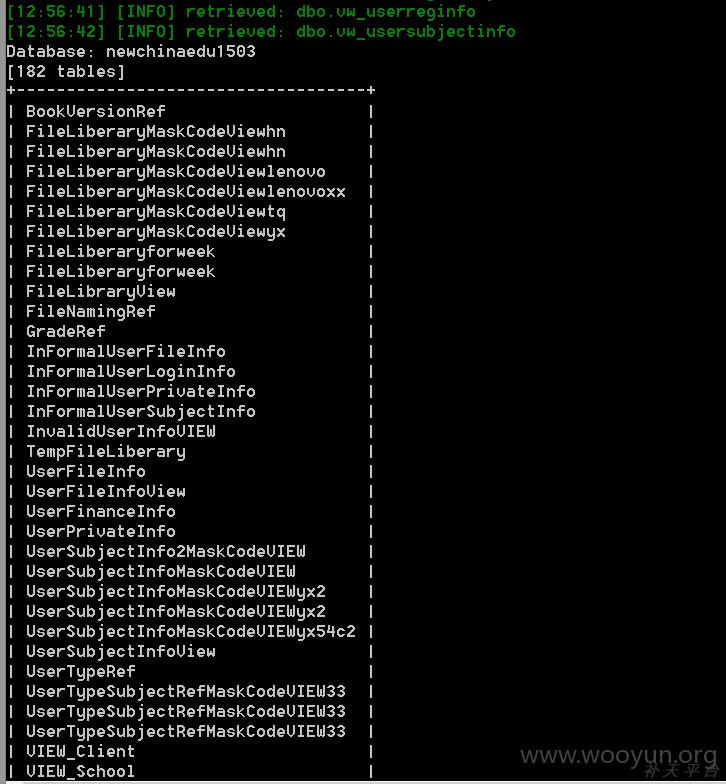 [12:56:41] [INFO] retrieved: dbo.vw_userreginfo
[12:56:42] [INFO] retrieved: dbo.vw_usersubjectinfo
Database: newchinaedu1503
[182 tables]
+-----------------------------------+
| BookVersionRef |
| FileLiberaryMaskCodeViewhn |
| FileLiberaryMaskCodeViewhn |
| FileLiberaryMaskCodeViewlenovo |
| FileLiberaryMaskCodeViewlenovoxx |
| FileLiberaryMaskCodeViewtq |
| FileLiberaryMaskCodeViewyx |
| FileLiberaryforweek |
| FileLiberaryforweek |
| FileLibraryView |
| FileNamingRef |
| GradeRef |
| InFormalUserFileInfo |
| InFormalUserLoginInfo |
| InFormalUserPrivateInfo |
| InFormalUserSubjectInfo |
| InvalidUserInfoVIEW |
| TempFileLiberary |
| UserFileInfo |
| UserFileInfoView |
| UserFinanceInfo |
| UserPrivateInfo |
| UserSubjectInfo2MaskCodeVIEW |
| UserSubjectInfoMaskCodeVIEW |
| UserSubjectInfoMaskCodeVIEWyx2 |
| UserSubjectInfoMaskCodeVIEWyx2 |
| UserSubjectInfoMaskCodeVIEWyx54c2 |
| UserSubjectInfoView |
| UserTypeRef |
| UserTypeSubjectRefMaskCodeVIEW33 |
| UserTypeSubjectRefMaskCodeVIEW33 |
| UserTypeSubjectRefMaskCodeVIEW33 |
| VIEW_Client |
| VIEW_School |
www.wooyun.org
补天平台